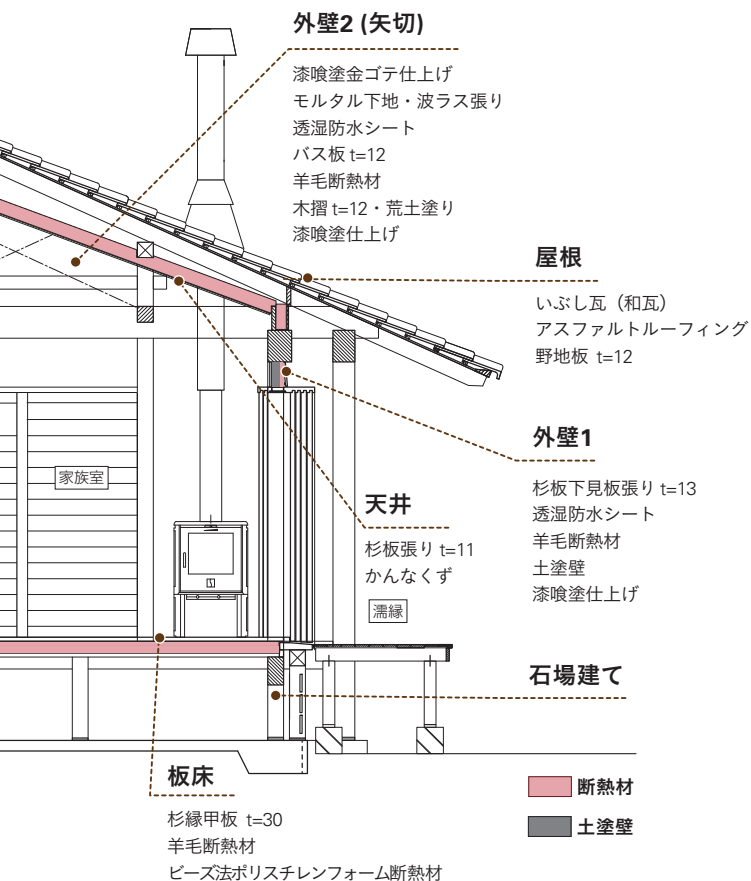 外壁2 (矢切)
漆喰塗金ゴテ仕上げ
モルタル下地・波ラス張り
透湿防水シート
バス板 t=12
羊毛断熱材
木摺 t=12・荒土塗り
漆喰塗仕上げ
屋根
いぶし瓦（和瓦）
アスファルトルーフィング
野地板 t=12
外壁1
杉板下見板張り t=13
透湿防水シート
羊毛断熱材
土塗壁
漆喰塗仕上げ
家族室
天井
杉板張り t=11
かんなくず
濡縁
石場建て
板床
杉縁甲板 t=30
羊毛断熱材
ビーズ法ポリスチレンフォーム断熱材
断熱材
土塗壁